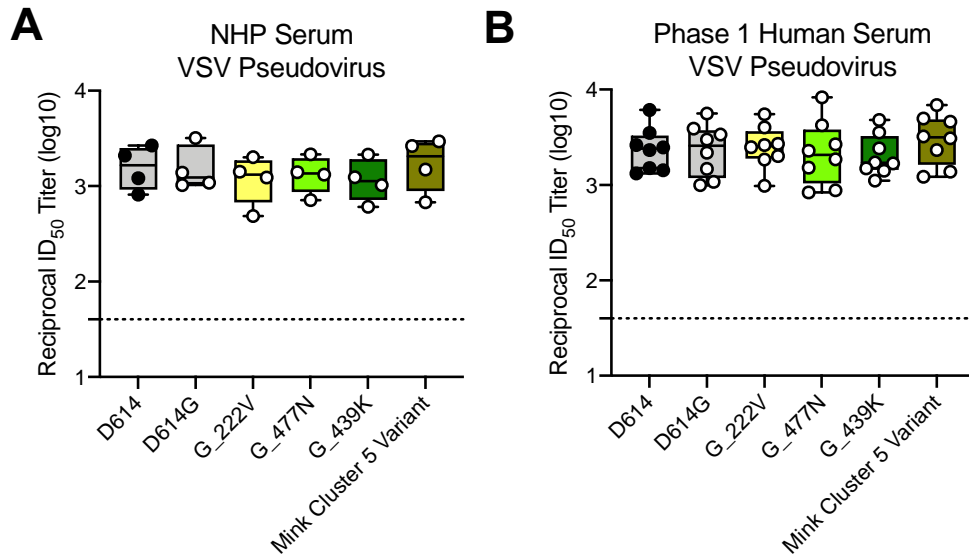 A
NHP Serum
VSV Pseudovirus
Reciprocal ID50 Titer (log10)
4
3
2
1
D614
D614G
G_222V
G_477N
G_439K
Mink Cluster 5 Variant
B
Phase 1 Human Serum
VSV Pseudovirus
Reciprocal ID50 Titer (log10)
4
3
2
1
D614
D614G
G_222V
G_477N
G_439K
Mink Cluster 5 Variant